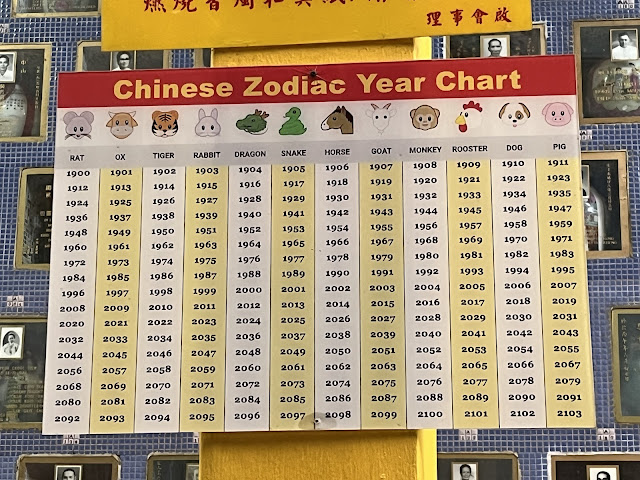 理事會啟
Chinese Zodiac Year Chart
RAT OX TIGER RABBIT DRAGON SNAKE HORSE GOAT MONKEY ROOSTER DOG PIG
1900 1901 1902 1903 1904 1905 1906 1907 1908 1909 1910 1911
1912 1913 1914 1915 1916 1917 1918 1919 1920 1921 1922 1923
1924 1925 1926 1927 1928 1929 1930 1931 1932 1933 1934 1935
1936 1937 1938 1939 1940 1941 1942 1943 1944 1945 1946 1947
1948 1949 1950 1951 1952 1953 1954 1955 1956 1957 1958 1959
1960 1961 1962 1963 1964 1965 1966 1967 1968 1969 1970 1971
1972 1973 1974 1975 1976 1977 1978 1979 1980 1981 1982 1983
1984 1985 1986 1987 1988 1989 1990 1991 1992 1993 1994 1995
1996 1997 1998 1999 2000 2001 2002 2003 2004 2005 2006 2007
2008 2009 2010 2011 2012 2013 2014 2015 2016 2017 2018 2019
2020 2021 2022 2023 2024 2025 2026 2027 2028 2029 2030 2031
2032 2033 2034 2035 2036 2037 2038 2039 2040 2041 2042 2043
2044 2045 2046 2047 2048 2049 2050 2051 2052 2053 2054 2055
2056 2057 2058 2059 2060 2061 2062 2063 2064 2065 2066 2067
2068 2069 2070 2071 2072 2073 2074 2075 2076 2077 2078 2079
2080 2081 2082 2083 2084 2085 2086 2087 2088 2089 2090 2091
2092 2093 2094 2095 2096 2097 2098 2099 2100 2101 2102 2103